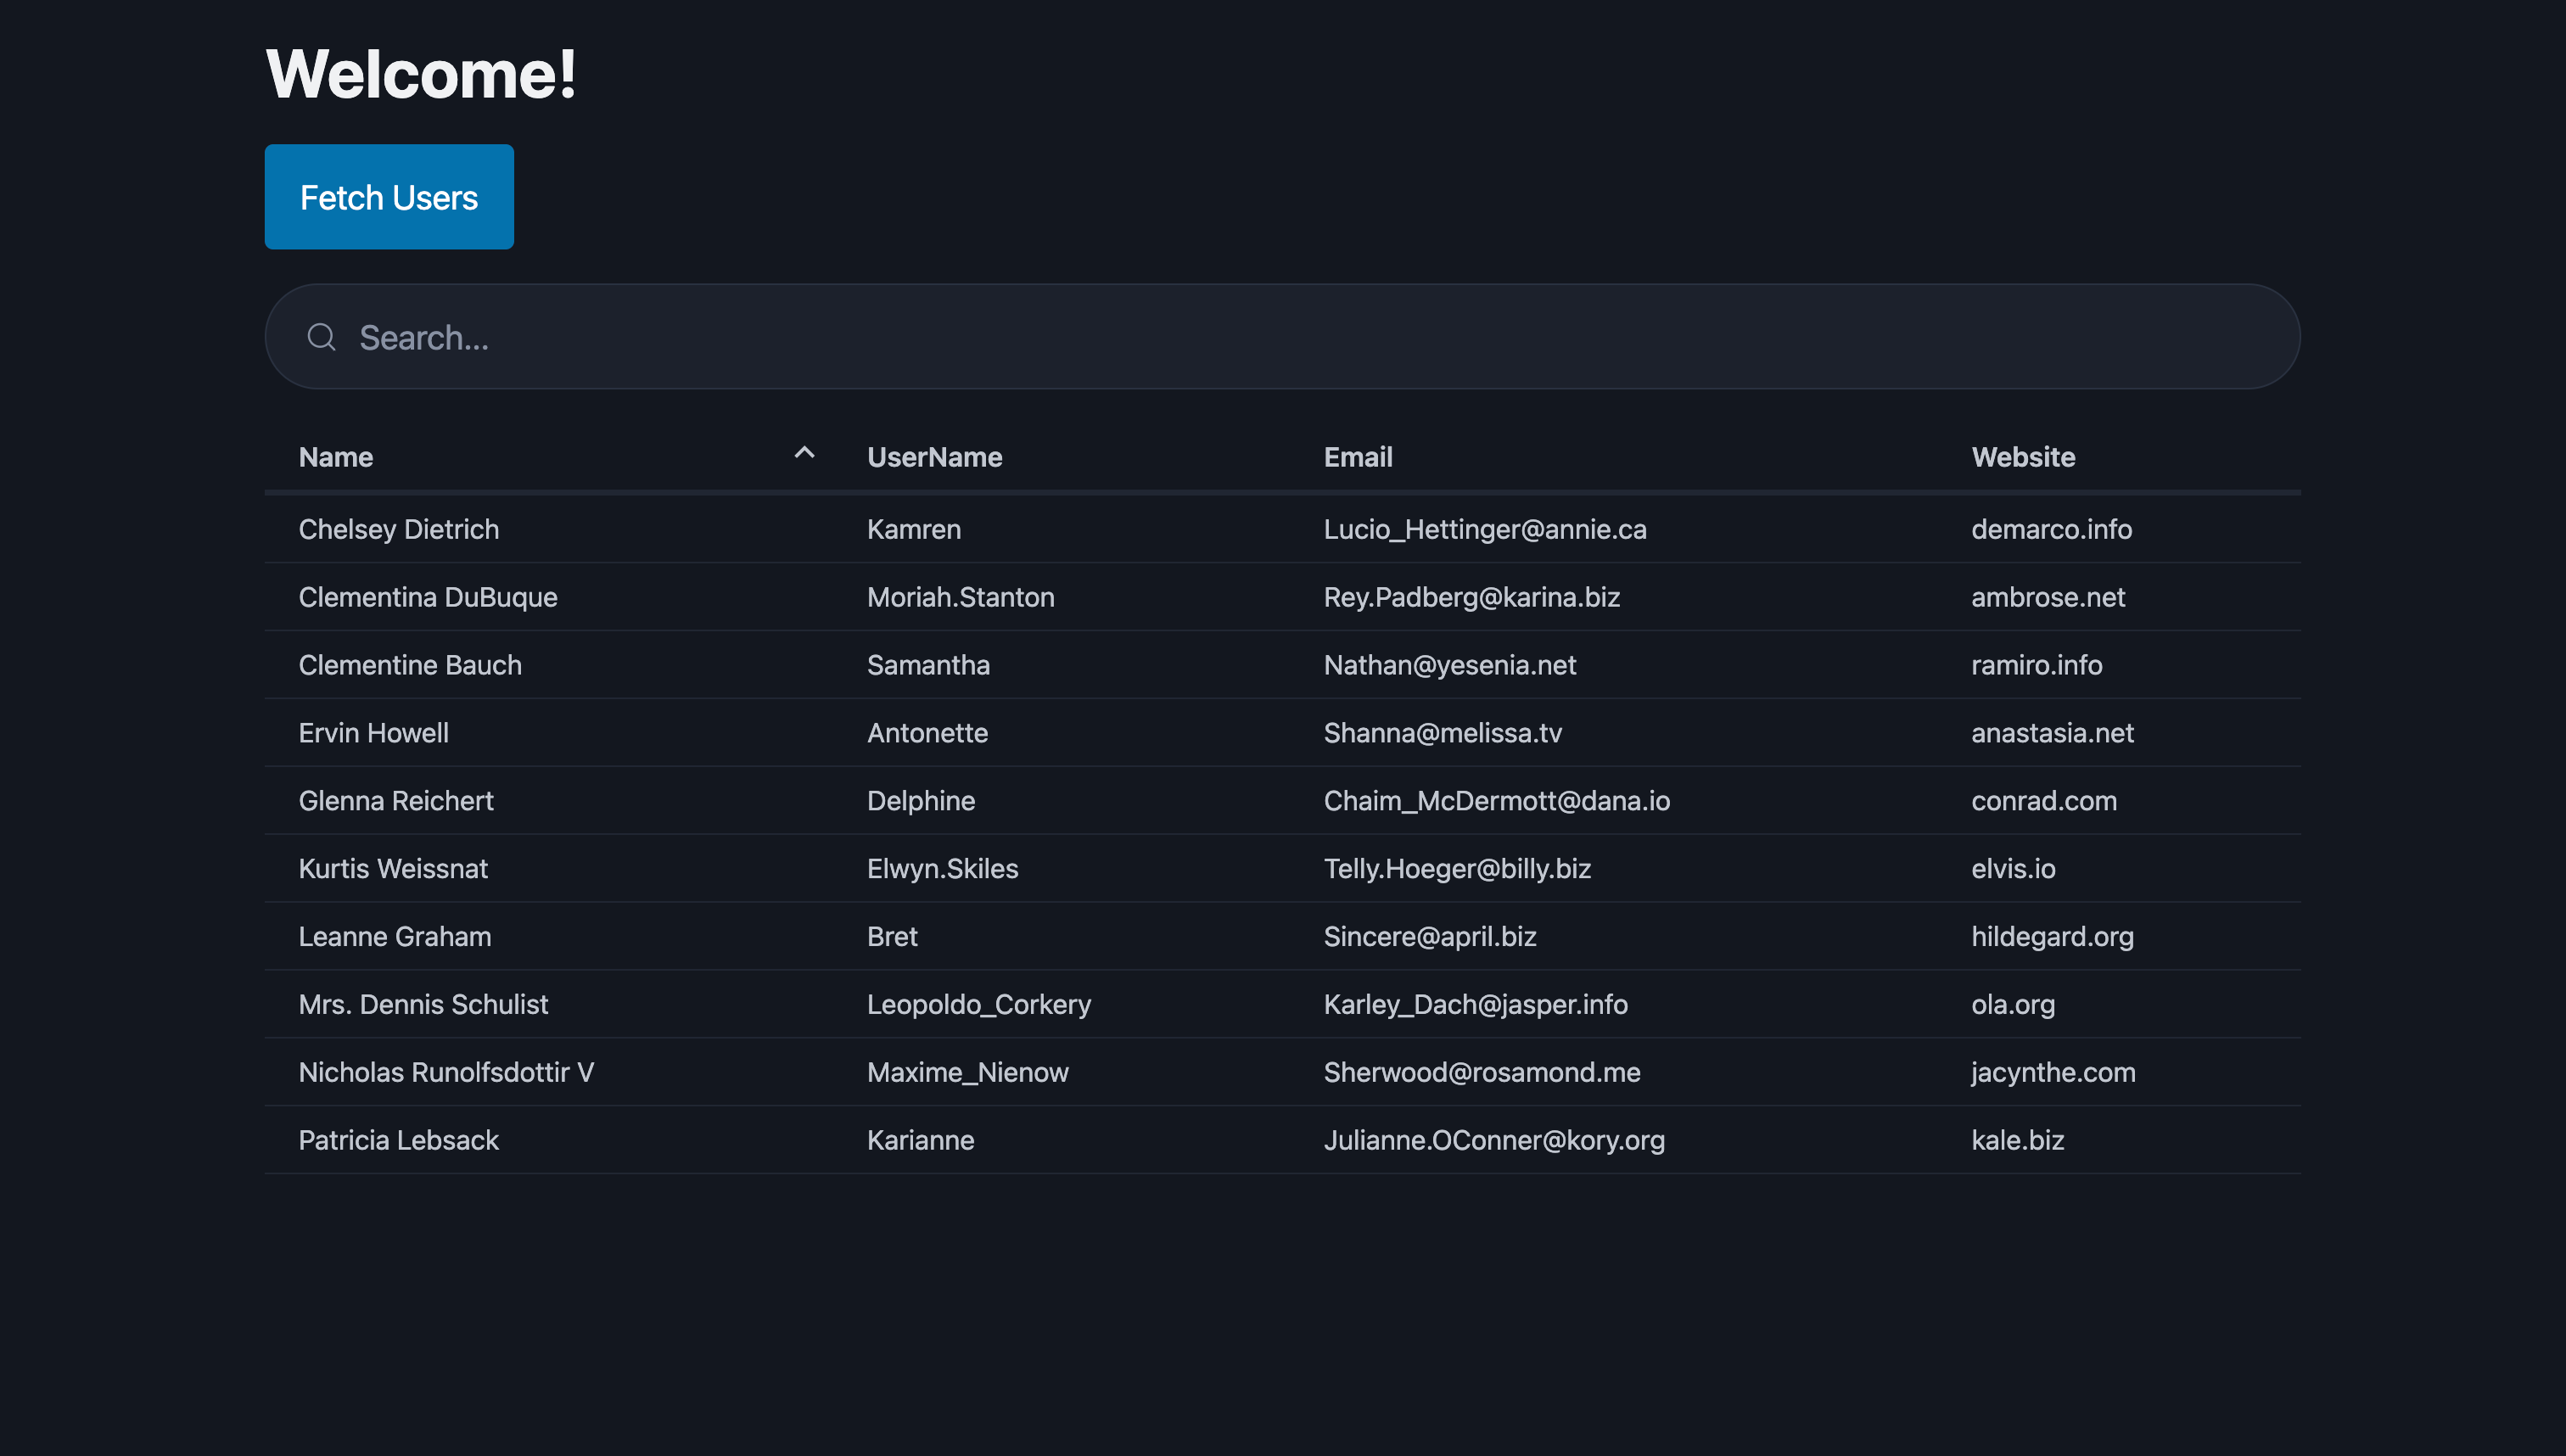 Welcome!
Fetch Users
Search...
Name UserName Email Website
Chelsey Dietrich Kamren Lucio_Hettinger@annie.ca demarco.info
Clementina DuBuque Moriah.Stanton Rey.Padberg@karina.biz ambrose.net
Clementine Bauch Samantha Nathan@yesenia.net ramiro.info
Ervin Howell Antonette Shanna@melissa.tv anastasia.net
Glenna Reichert Delphine Chaim_McDermott@dana.io conrad.com
Kurtis Weissnat Elwyn.Skiles Telly.Hoeger@billy.biz elvis.io
Leanne Graham Bret Sincere@april.biz hildegard.org
Mrs. Dennis Schulist Leopoldo_Corkery Karley_Dach@jasper.info ola.org
Nicholas Runolfsdottir V Maxime_Nienow Sherwood@rosamond.me jacynthe.com
Patricia Lebsack Karianne Julianne.OConner@kory.org kale.biz